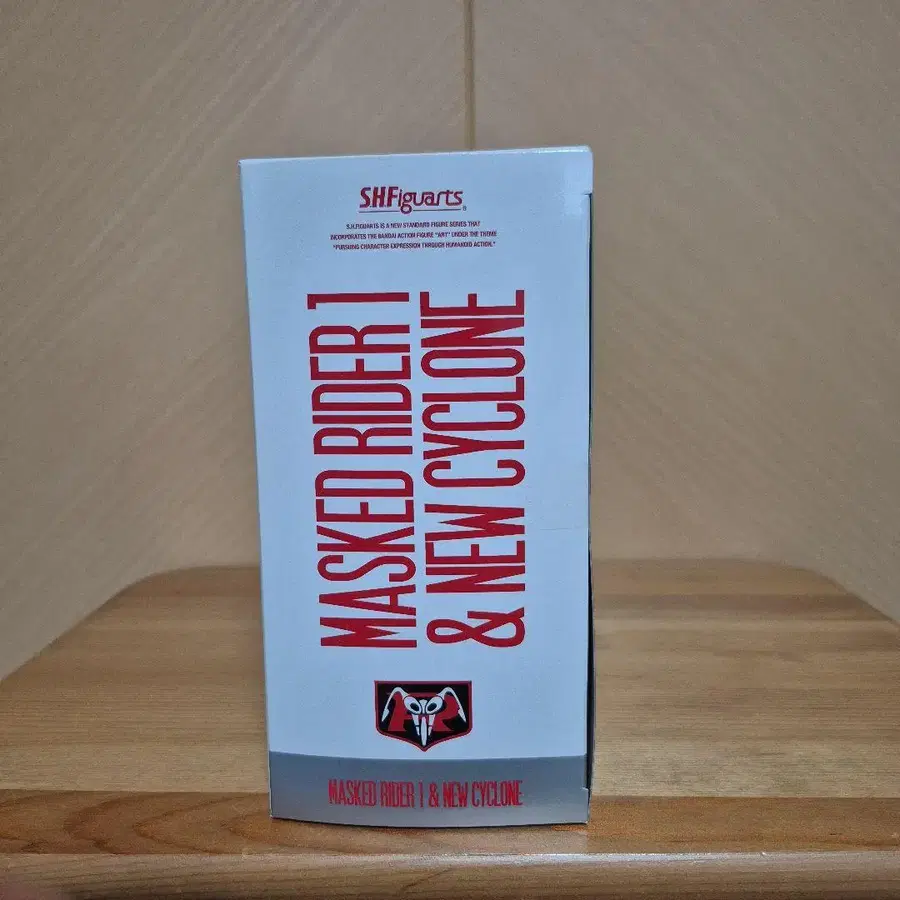 S.H.Figuarts®
S.H.FIGUARTS IS A NEW STANDARD FIGURE SERIES THAT
INCORPORATES THE BANDAI ACTION FIGURE "ART" UNDER THE THEME
"PURSUING CHARACTER EXPRESSION THROUGH HUMANOID ACTION."
MASKED RIDER 1
& NEW CYCLONE
MASKED RIDER 1 & NEW CYCLONE